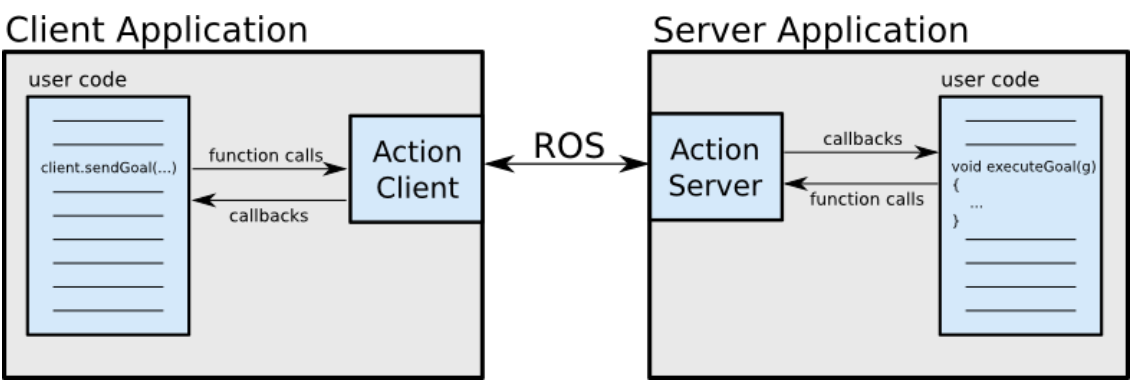 Client Application
user code
client.sendGoal(...)
function calls
callbacks
Action
Client
ROS
Server Application
Action
Server
callbacks
function calls
user code
void executeGoal(g)
{
...
}